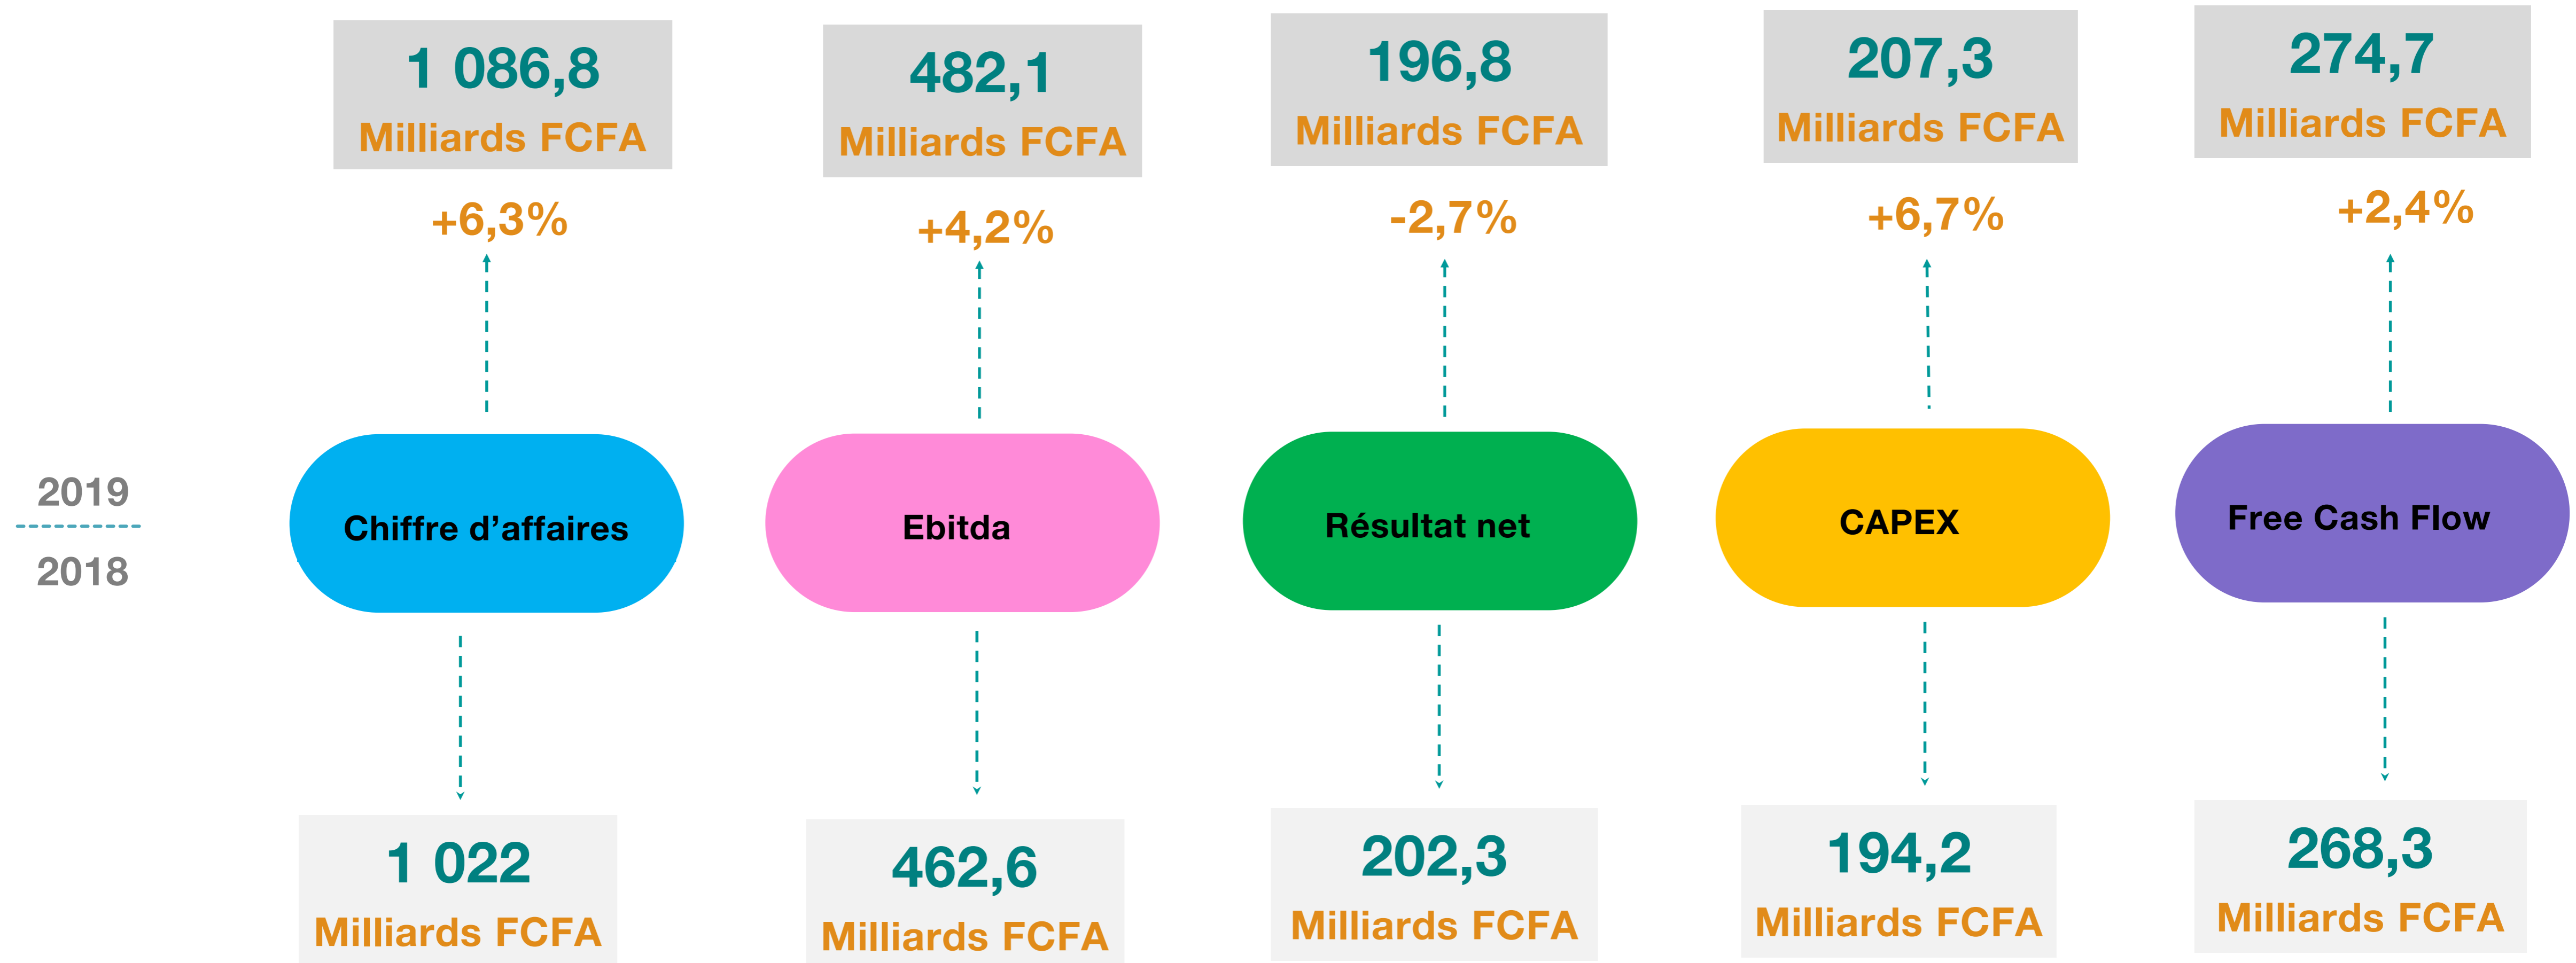 1 086,8
Milliards FCFA
+6,3%
482,1
Milliards FCFA
+4,2%
196,8
Milliards FCFA
-2,7%
207,3
Milliards FCFA
+6,7%
274,7
Milliards FCFA
+2,4%
2019
2018
Chiffre d’affaires
Ebitda
Résultat net
CAPEX
Free Cash Flow
1 022
Milliards FCFA
462,6
Milliards FCFA
202,3
Milliards FCFA
194,2
Milliards FCFA
268,3
Milliards FCFA